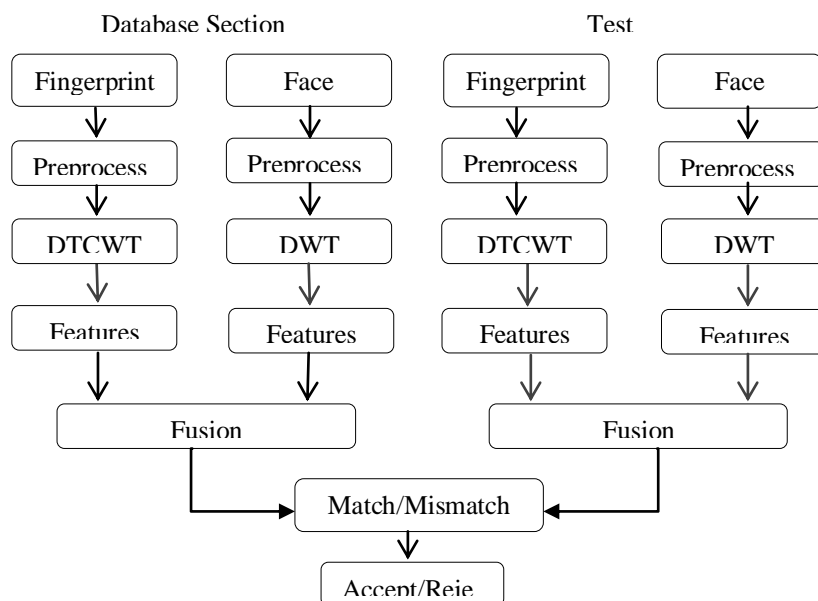 Database Section Test
Fingerprint Face Fingerprint Face
Preprocess Preprocess Preprocess Preprocess
DTCWT DWT DTCWT DWT
Features Features Features Features
Fusion Fusion
Match/Mismatch
Accept/Reje